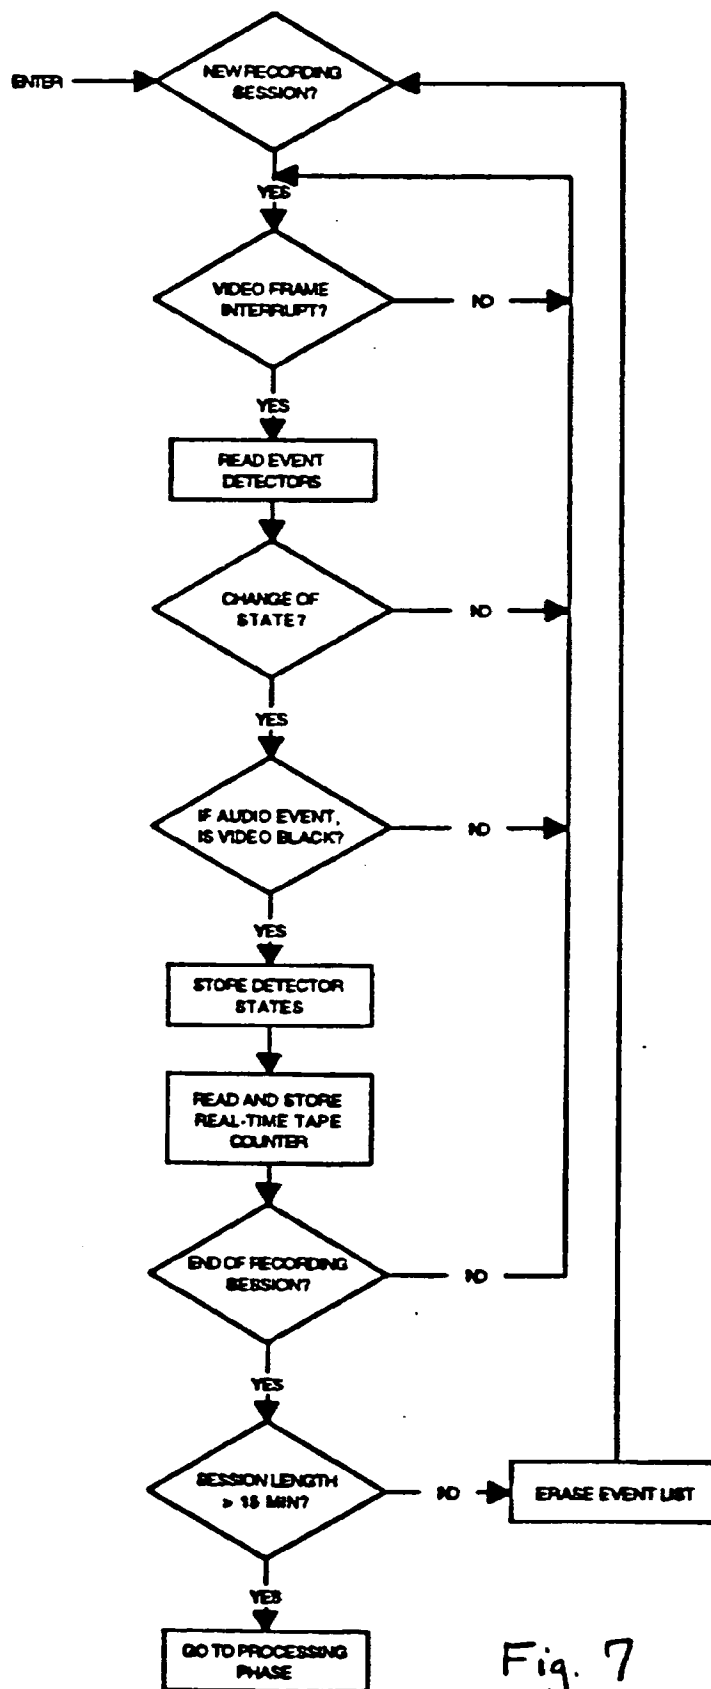 NEW RECORDING
SESSION?
ENTER
YES
VIDEO FRAME
INTERRUPT?
NO
YES
READ EVENT
DETECTORS
CHANGE OF
STATE?
NO
YES
IF AUDIO EVENT,
IS VIDEO BLACK?
NO
YES
STORE DETECTOR
STATES
READ AND STORE
REAL-TIME TAPE
COUNTER
END OF RECORDING
SESSION?
NO
YES
SESSION LENGTH
> 15 MIN?
NO
ERASE EVENT LIST
YES
GO TO PROCESSING
PHASE
Fig. 7